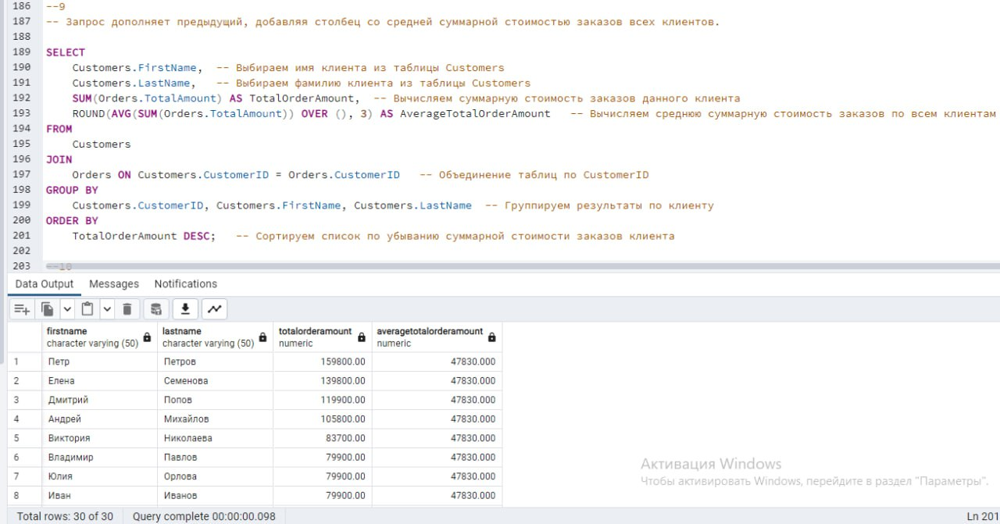 186 --9
187 -- Запрос дополняет предыдущий, добавляя столбец со средней суммарной стоимостью заказов всех клиентов.
188
189 SELECT
190 Customers.FirstName, -- Выбираем имя клиента из таблицы Customers
191 Customers.LastName, -- Выбираем фамилию клиента из таблицы Customers
192 SUM(Orders.TotalAmount) AS TotalOrderAmount, -- Вычисляем суммарную стоимость заказов данного клиента
193 ROUND(AVG(SUM(Orders.TotalAmount)) OVER (), 3) AS AverageTotalOrderAmount -- Вычисляем среднюю суммарную стоимость заказов по всем клиентам
194 FROM
195 Customers
196 JOIN
197 Orders ON Customers.CustomerID = Orders.CustomerID -- Объединение таблиц по CustomerID
198 GROUP BY
199 Customers.CustomerID, Customers.FirstName, Customers.LastName -- Группируем результаты по клиенту
200 ORDER BY
201 TotalOrderAmount DESC; -- Сортируем список по убыванию суммарной стоимости заказов клиента
202
203 --10
Data Output Messages Notifications
firstname lastname totalorderamount averagetotalorderamount
character varying (50) character varying (50) numeric numeric
1 Петр Петров 159800.00 47830.000
2 Елена Семенова 139800.00 47830.000
3 Дмитрий Попов 119900.00 47830.000
4 Андрей Михайлов 105800.00 47830.000
5 Виктория Николаева 83700.00 47830.000
6 Владимир Павлов 79900.00 47830.000
7 Юлия Орлова 79900.00 47830.000
8 Иван Иванов 79900.00 47830.000
Активация Windows
Чтобы активировать Windows, перейдите в раздел "Параметры".
Total rows: 30 of 30 Query complete 00:00:00.098 Ln 201